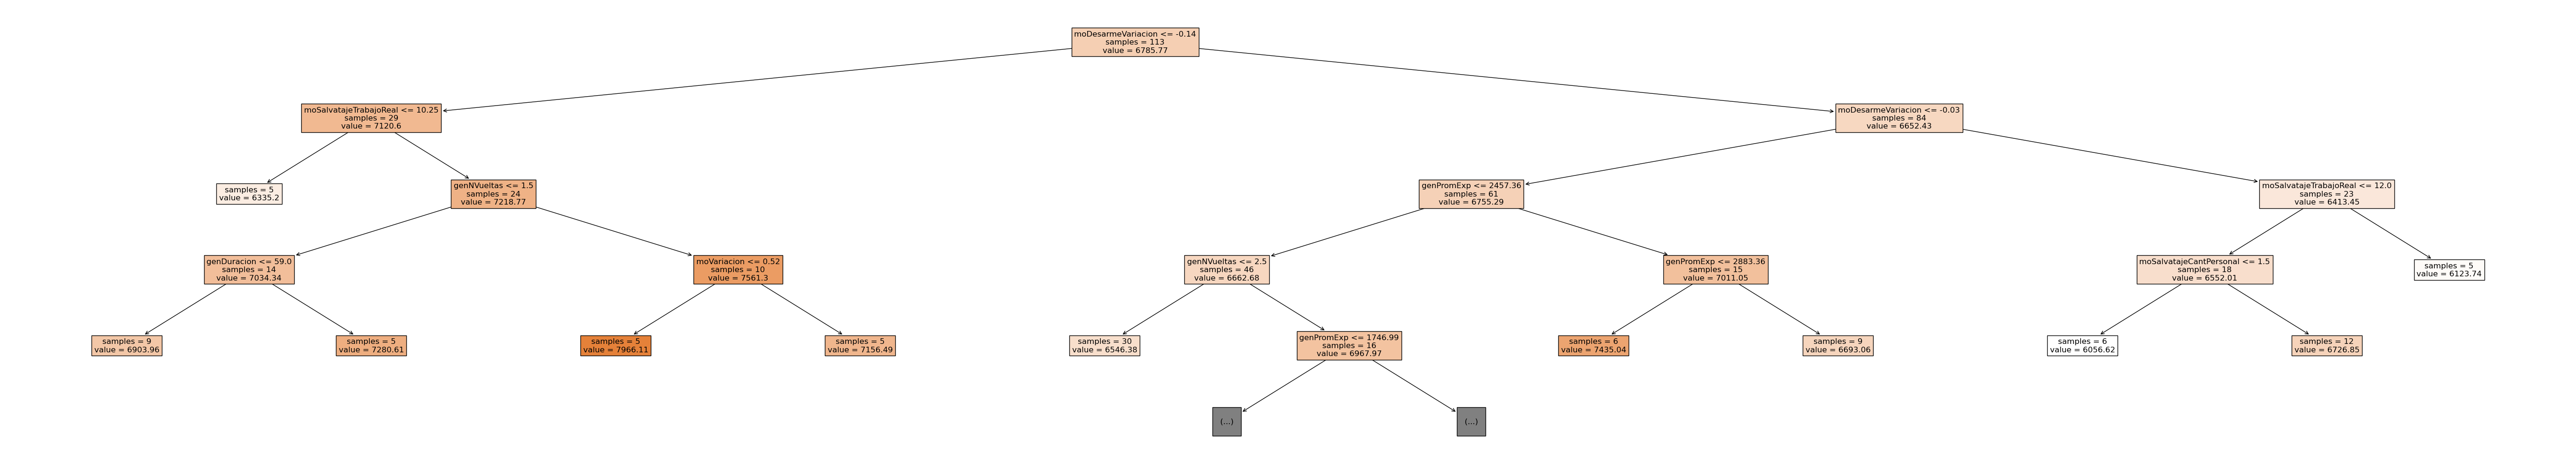 moDesarmeVariacion <= -0.14
samples = 113
value = 6785.77
moSalvatajeTrabajoReal <= 10.25
samples = 29
value = 7120.6
moDesarmeVariacion <= -0.03
samples = 84
value = 6652.43
samples = 5
value = 6335.2
genNVueltas <= 1.5
samples = 24
value = 7218.77
genPromExp <= 2457.36
samples = 61
value = 6755.29
moSalvatajeTrabajoReal <= 12.0
samples = 23
value = 6413.45
genDuracion <= 59.0
samples = 14
value = 7034.34
moVariacion <= 0.52
samples = 10
value = 7561.3
genNVueltas <= 2.5
samples = 46
value = 6662.68
genPromExp <= 2883.36
samples = 15
value = 7011.05
moSalvatajeCantPersonal <= 1.5
samples = 18
value = 6552.01
samples = 5
value = 6123.74
samples = 9
value = 6903.96
samples = 5
value = 7280.61
samples = 5
value = 7966.11
samples = 5
value = 7156.49
samples = 30
value = 6546.38
genPromExp <= 1746.99
samples = 16
value = 6967.97
samples = 6
value = 7435.04
samples = 9
value = 6693.06
samples = 6
value = 6056.62
samples = 12
value = 6726.85
(...)
(...)